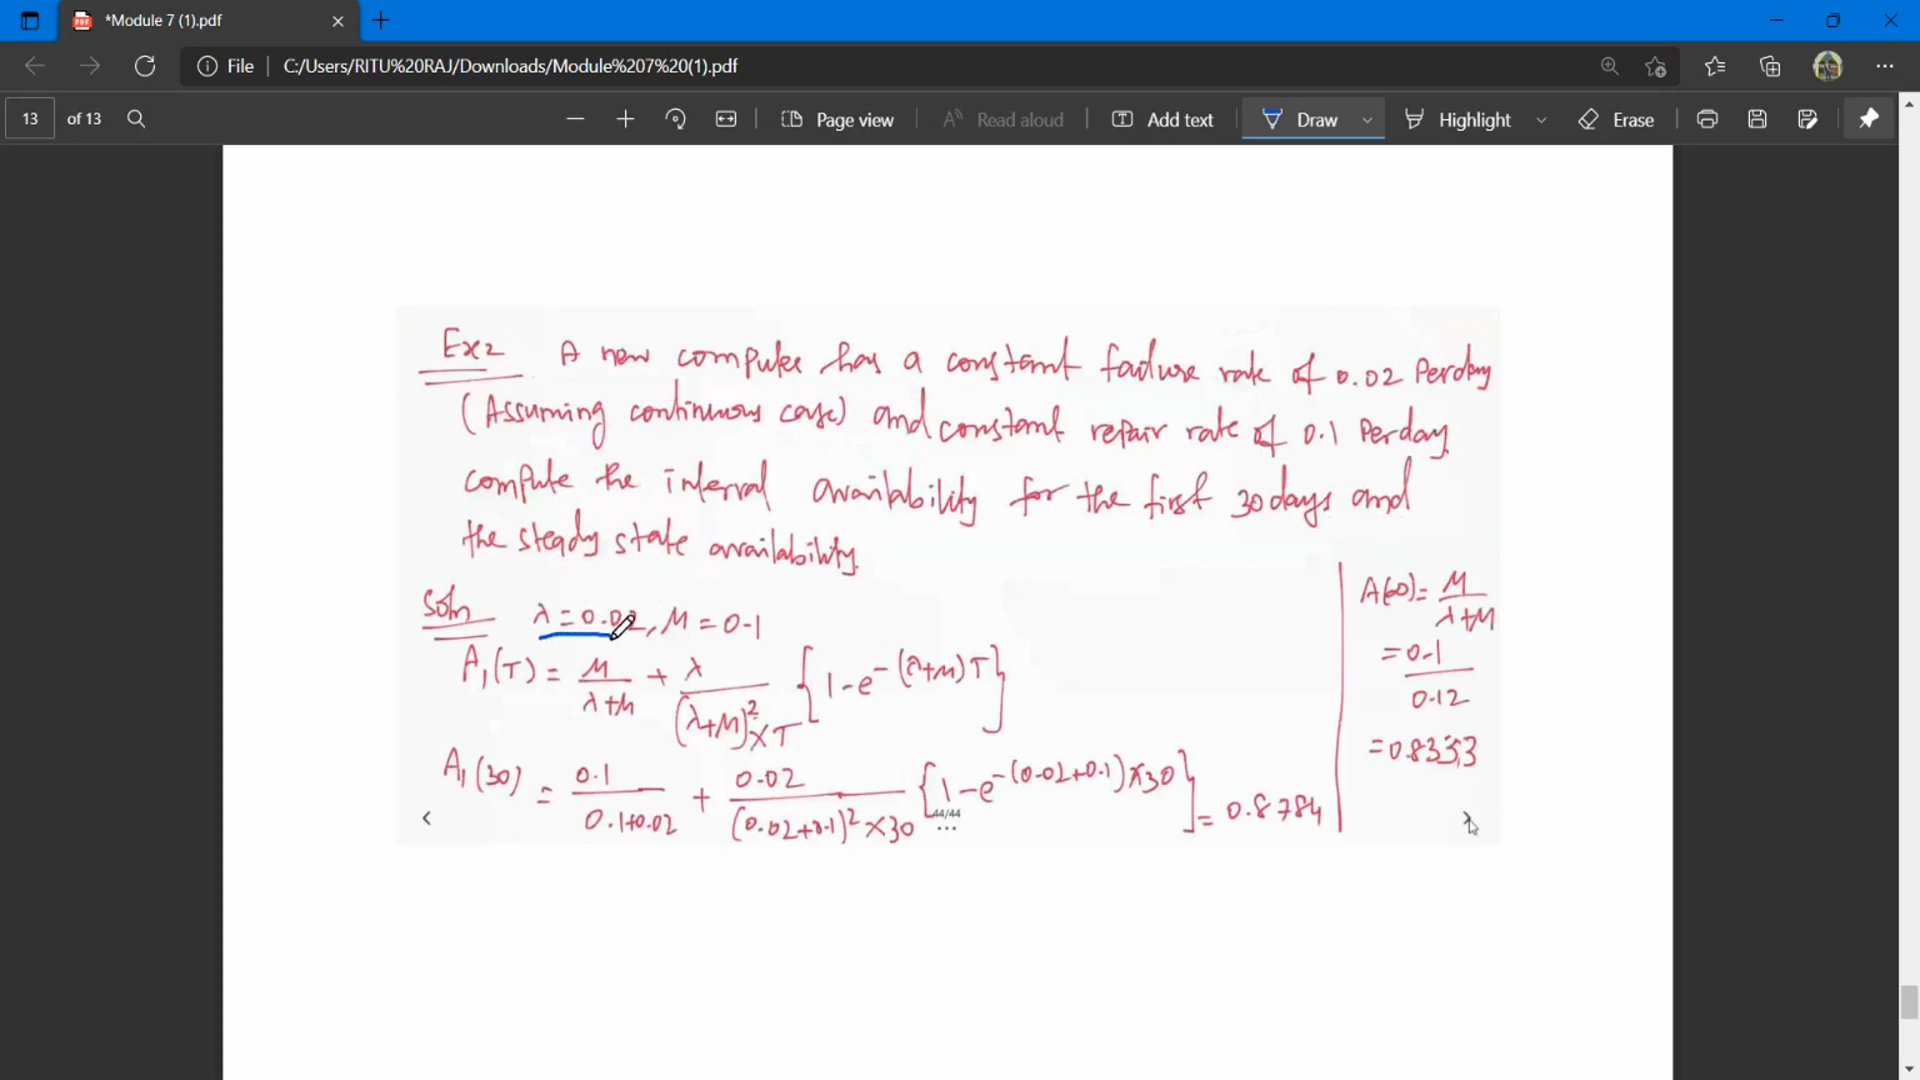 *Module 7 (1).pdf
File C:/Users/RITU%20RAJ/Downloads/Module%207%20(1).pdf
13 of 13 Page view Read aloud Add text Draw Highlight Erase
Ex2 A new computer has a constant failure rate of 0.02 Perday
(Assuming continuous case) and constant repair rate of 0.1 Perday.
compute the interval availability for the first 30 days and
the steady state availability.
Soln λ = 0.02, M = 0.1
A₁(T) = M/(λ+M) + λ/((λ+M)²×T) {1-e^-(λ+M)T}
A₁(30) = 0.1/(0.1+0.02) + 0.02/((0.02+0.1)²×30) {1-e^-(0.02+0.1)×30} = 0.8784
44/44
A(∞) = M/(λ+M)
= 0.1/0.12
= 0.8333